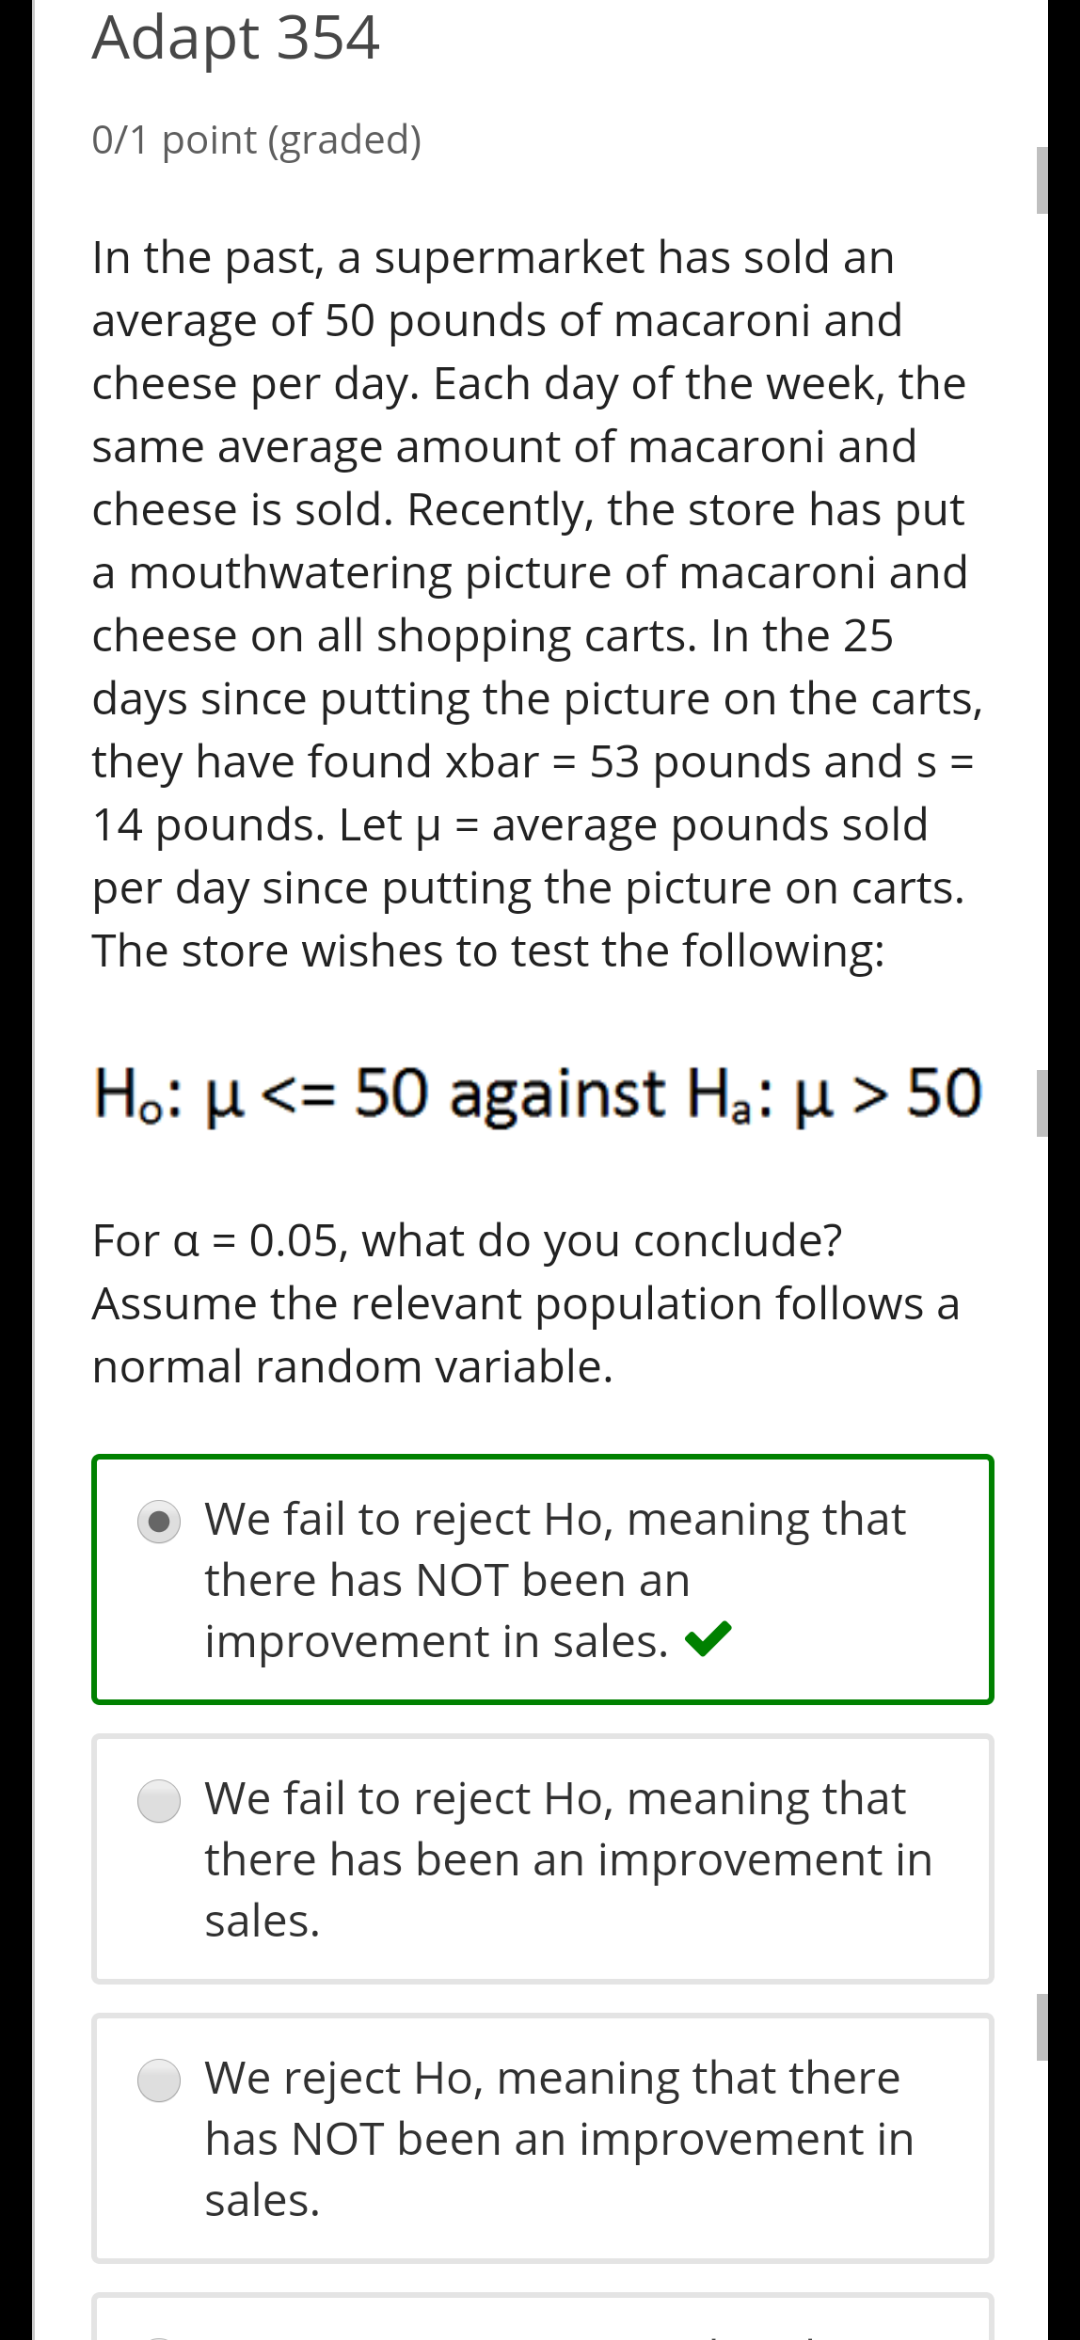 Adapt 354
0/1 point (graded)
In the past, a supermarket has sold an
average of 50 pounds of macaroni and
cheese per day. Each day of the week, the
same average amount of macaroni and
cheese is sold. Recently, the store has put
a mouthwatering picture of macaroni and
cheese on all shopping carts. In the 25
days since putting the picture on the carts,
they have found xbar = 53 pounds and s =
14 pounds. Let μ = average pounds sold
per day since putting the picture on carts.
The store wishes to test the following:
Hₒ: μ <= 50 against Hₐ: μ > 50
For α = 0.05, what do you conclude?
Assume the relevant population follows a
normal random variable.
We fail to reject Ho, meaning that
there has NOT been an
improvement in sales.
We fail to reject Ho, meaning that
there has been an improvement in
sales.
We reject Ho, meaning that there
has NOT been an improvement in
sales.